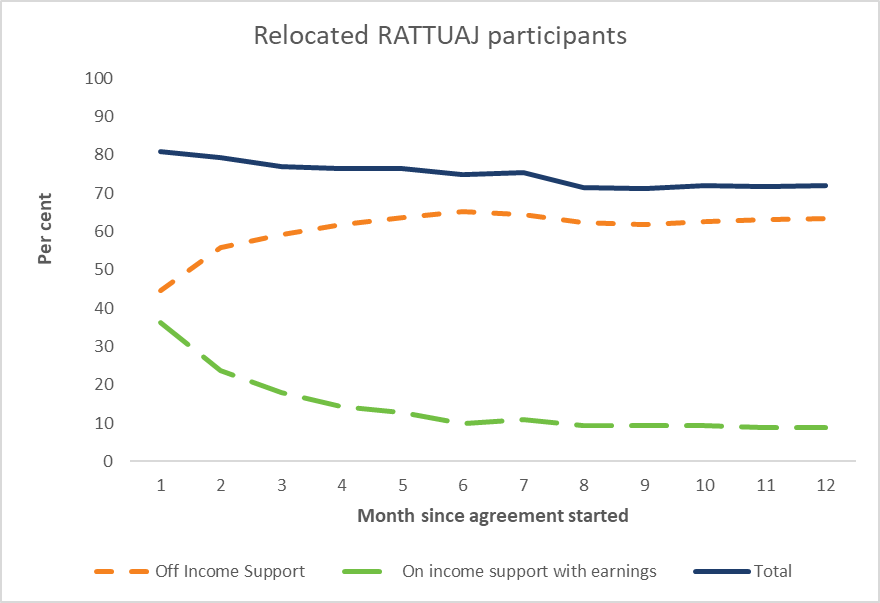 Relocated RATTUAJ participants
100
90
80
70
60
50
40
30
20
10
0
Per cent
1 2 3 4 5 6 7 8 9 10 11 12
Month since agreement started
Off Income Support On income support with earnings Total